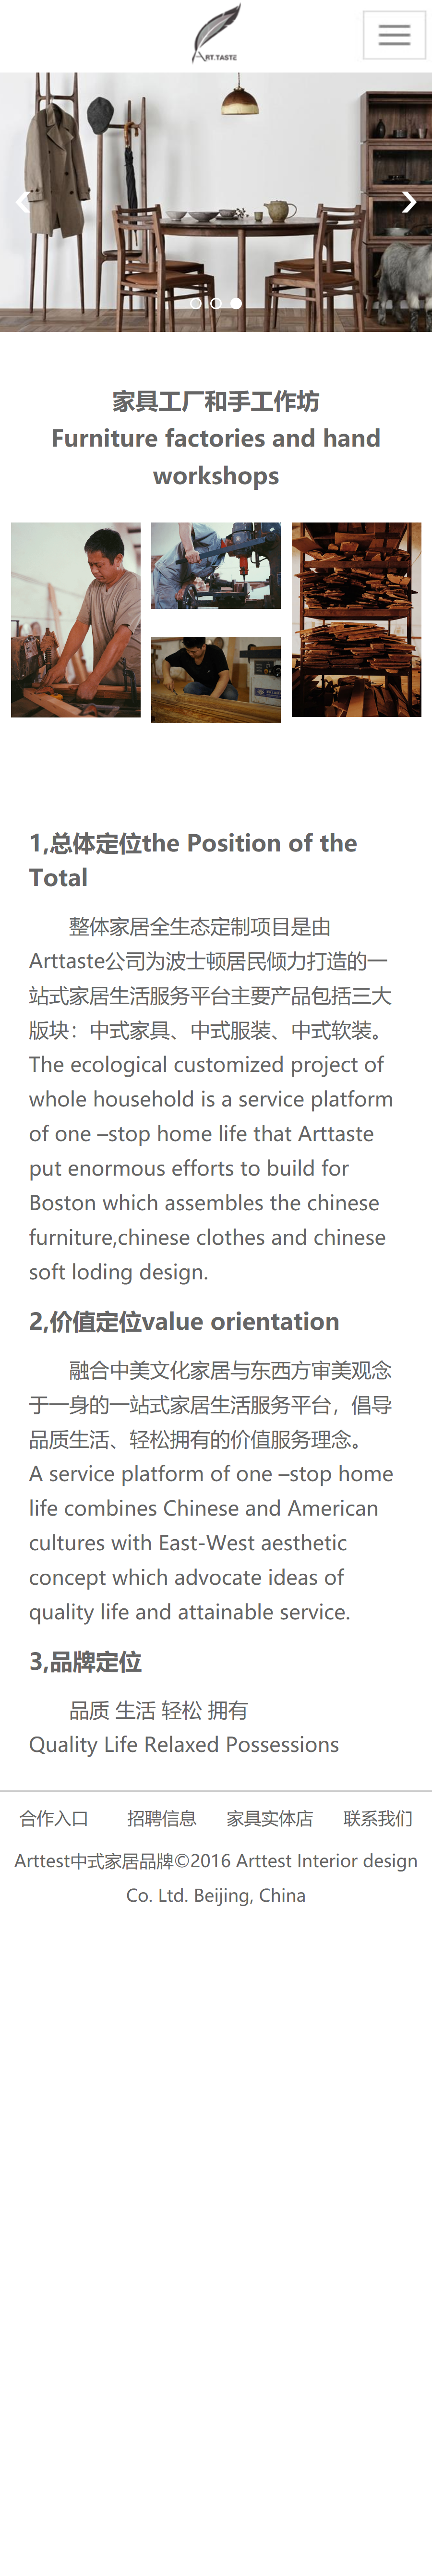 ART.TASTE
家具工厂和手工作坊
Furniture factories and hand
workshops
1,总体定位the Position of the
Total
整体家居全生态定制项目是由
Arttaste公司为波士顿居民倾力打造的一
站式家居生活服务平台主要产品包括三大
版块：中式家具、中式服装、中式软装。
The ecological customized project of
whole household is a service platform
of one –stop home life that Arttaste
put enormous efforts to build for
Boston which assembles the chinese
furniture,chinese clothes and chinese
soft loding design.
2,价值定位value orientation
融合中美文化家居与东西方审美观念
于一身的一站式家居生活服务平台，倡导
品质生活、轻松拥有的价值服务理念。
A service platform of one –stop home
life combines Chinese and American
cultures with East-West aesthetic
concept which advocate ideas of
quality life and attainable service.
3,品牌定位
品质 生活 轻松 拥有
Quality Life Relaxed Possessions
合作入口 招聘信息 家具实体店 联系我们
Arttest中式家居品牌©2016 Arttest Interior design
Co. Ltd. Beijing, China